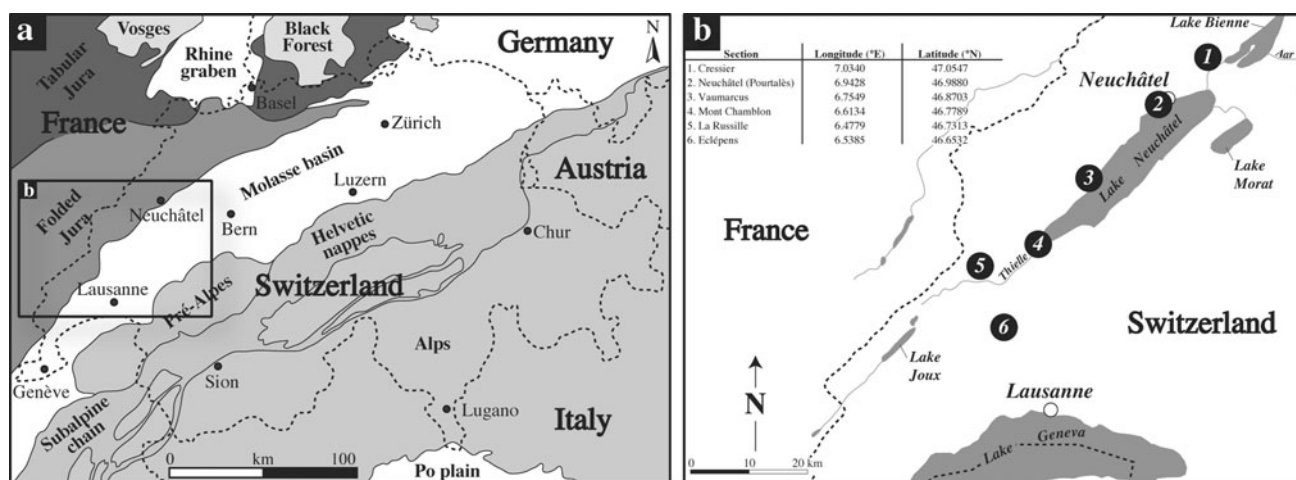 a
Vosges
Black
Forest
Germany
N
Tabular
Jura
Rhine
graben
Basel
France
Zürich
Austria
Molasse basin
b
Luzern
Folded
Jura
Neuchâtel
Bern
Helvetic
nappes
Chur
Lausanne
Pré-Alpes
Switzerland
Alps
Genève
Sion
Lugano
Italy
Subalpine
chain
0 km 100
Po plain
b
Lake Bienne
Aar
Section Longitude (°E) Latitude (°N)
1. Cressier 7.0340 47.0547
2. Neuchâtel (Pourtalès) 6.9428 46.9880
3. Vaumarcus 6.7549 46.8703
4. Mont Chamblon 6.6134 46.7789
5. La Russille 6.4779 46.7313
6. Eclépens 6.5385 46.6532
1
Neuchâtel
2
Lake Neuchâtel
Lake
Morat
3
France
4
5
Thielle
6
Switzerland
Lake
Joux
N
Lausanne
Lake Geneva
0 10 20 km